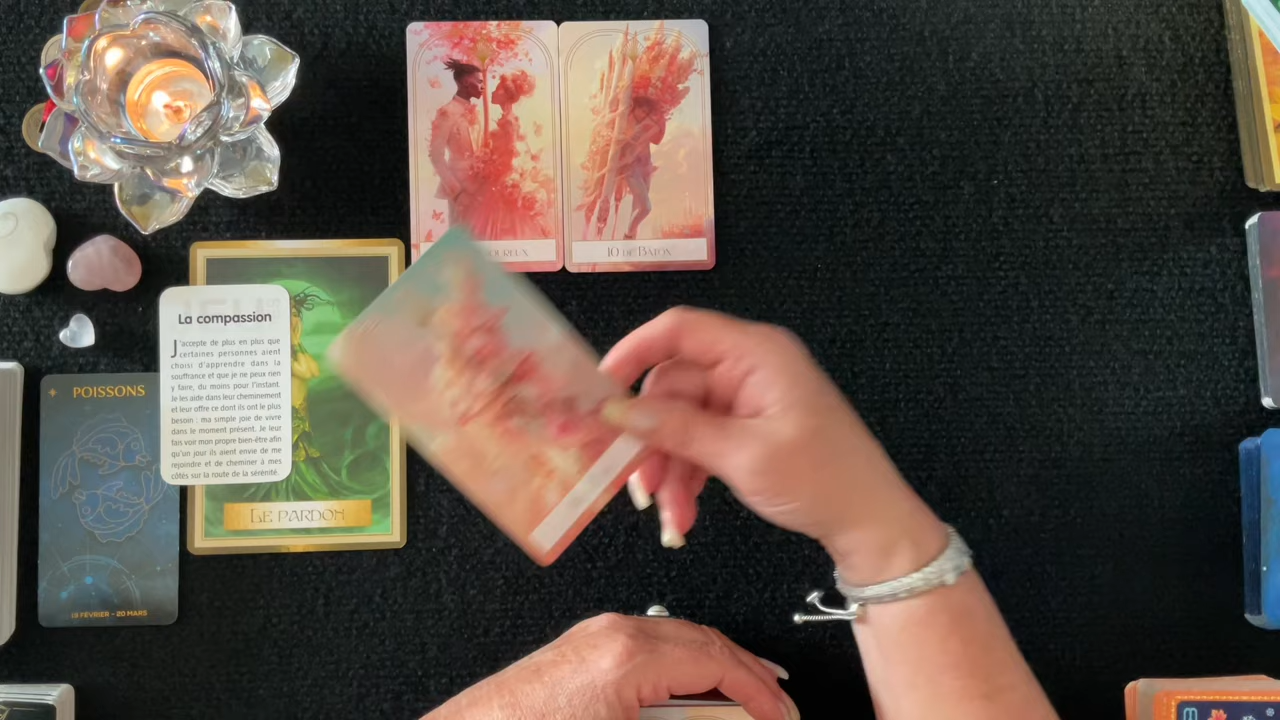 10 DE BÂTON
La compassion
J'accepte de plus en plus que
certaines personnes aient
choisi d'apprendre dans la
souffrance et que je ne peux rien
y faire, du moins pour l'instant.
Je les aide dans leur cheminement
et leur offre ce dont ils ont le plus
besoin : ma simple joie de vivre
dans le moment présent. Je leur
fais voir mon propre bien-être afin
qu'un jour ils aient envie de me
rejoindre et de cheminer à mes
côtés sur la route de la sérénité.
POISSONS
LE PARDON
19 FÉVRIER - 20 MARS